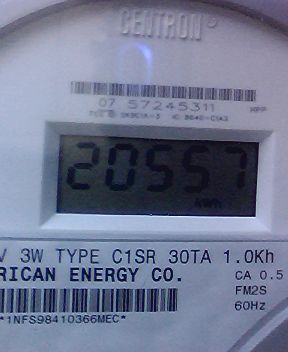 CENTRON®
07 57245311
20557
kWh
V 3W TYPE C1SR 30TA 1.0Kh
RICAN ENERGY CO.
CA 0.5
FM2S
60Hz
*1NFS98410366MEC*